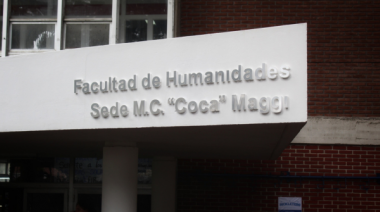 Facultad de Humanidades
Sede M.C. "Coca" Maggi